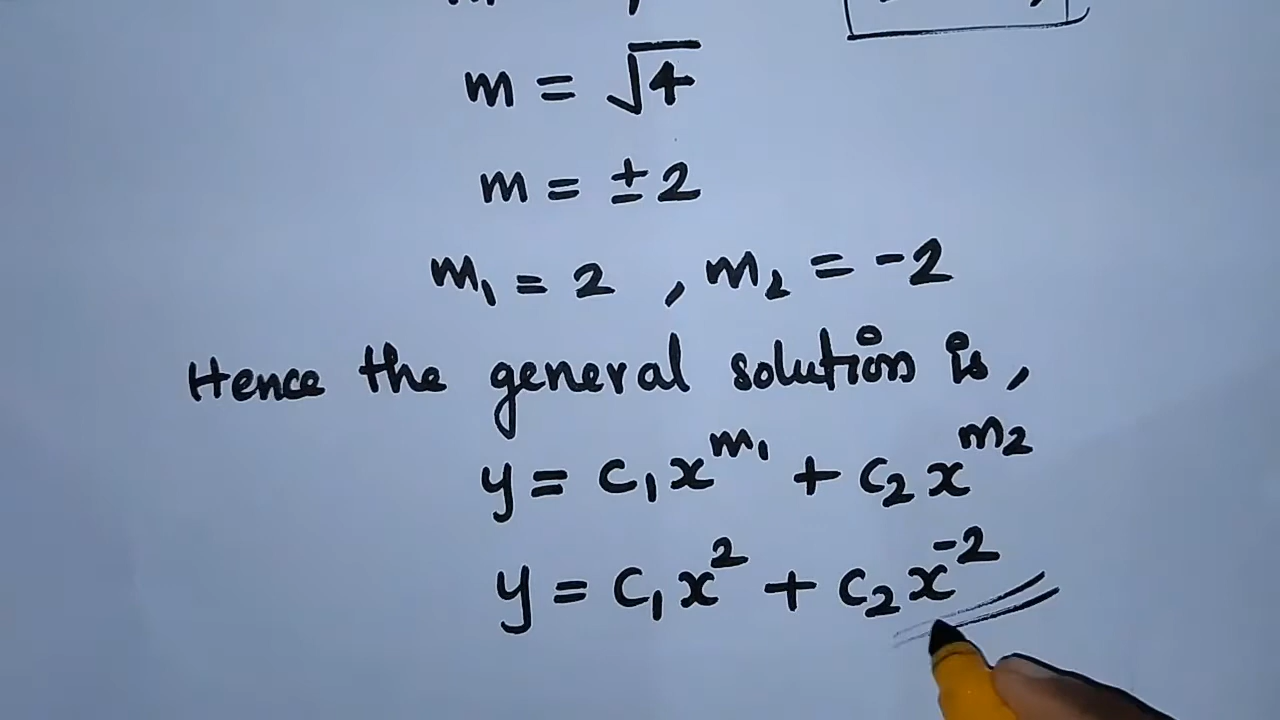 m = √4
m = ±2
m₁ = 2 , m₂ = -2
Hence the general solution is,
y = c₁x^m₁ + c₂x^m₂
y = c₁x² + c₂x⁻²